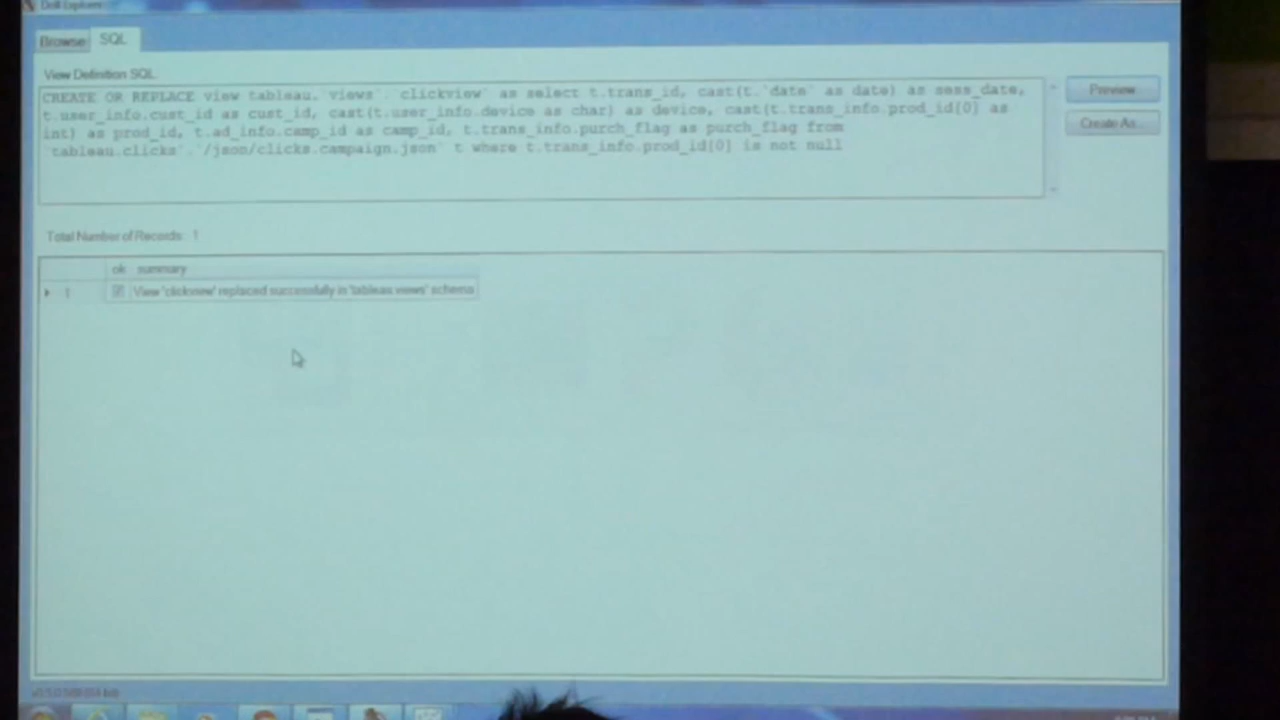 Drill Explorer
Browse SQL
View Definition SQL
CREATE OR REPLACE view tableau.`views`.`clickview` as select t.trans_id, cast(t.`date` as date) as sess_date,
t.user_info.cust_id as cust_id, cast(t.user_info.device as char) as device, cast(t.trans_info.prod_id[0] as
int) as prod_id, t.ad_info.camp_id as camp_id, t.trans_info.purch_flag as purch_flag from
`tableau.clicks`.`/json/clicks.campaign.json` t where t.trans_info.prod_id[0] is not null
Preview
Create As...
Total Number of Records: 1
ok summary
1 View 'clickview' replaced successfully in 'tableau.views' schema